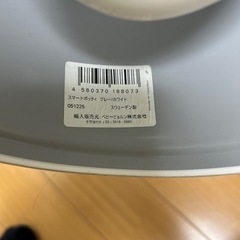 4 580370 188073
スマートポッティ グレー/ホワイト
051225 スウェーデン製
輸入販売元：ベビービョルン株式会社